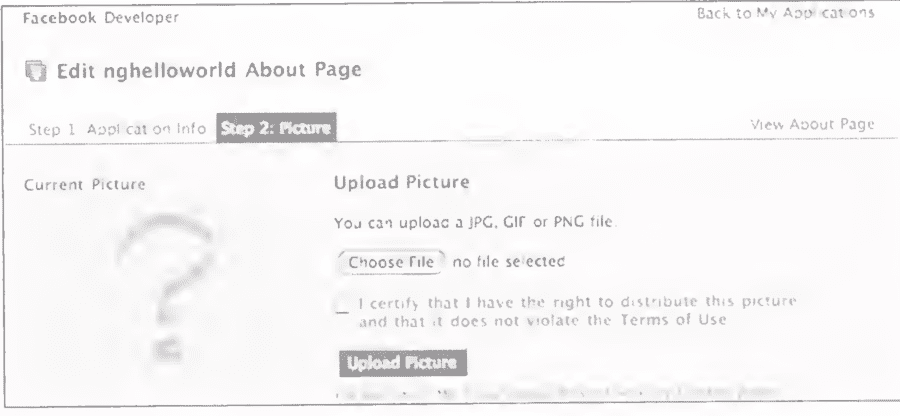 Facebook Developer
Back to My Applications
Edit nghelloworld About Page
Step 1 Application Info Step 2: Picture
View About Page
Current Picture
Upload Picture
You can upload a JPG, GIF or PNG file.
Choose File no file selected
I certify that I have the right to distribute this picture
and that it does not violate the Terms of Use
Upload Picture